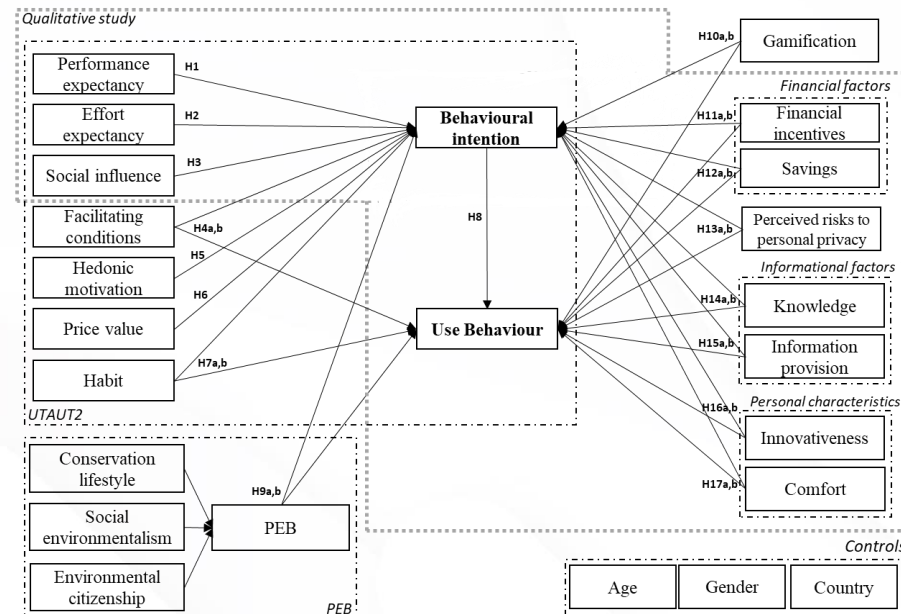 Qualitative study
Performance
expectancy
H1
Effort
expectancy
H2
Social influence
H3
Facilitating
conditions
H4a,b
Hedonic
motivation
H5
Price value
H6
Habit
H7a,b
UTAUT2
Behavioural
intention
H8
Use Behaviour
Conservation
lifestyle
Social
environmentalism
Environmental
citizenship
H9a,b
PEB
PEB
H10a,b
Gamification
Financial factors
H11a,b
Financial
incentives
H12a,b
Savings
H13a,b
Perceived risks to
personal privacy
Informational factors
H14a,b
Knowledge
H15a,b
Information
provision
Personal characteristics
H16a,b
Innovativeness
H17a,b
Comfort
Controls
Age
Gender
Country